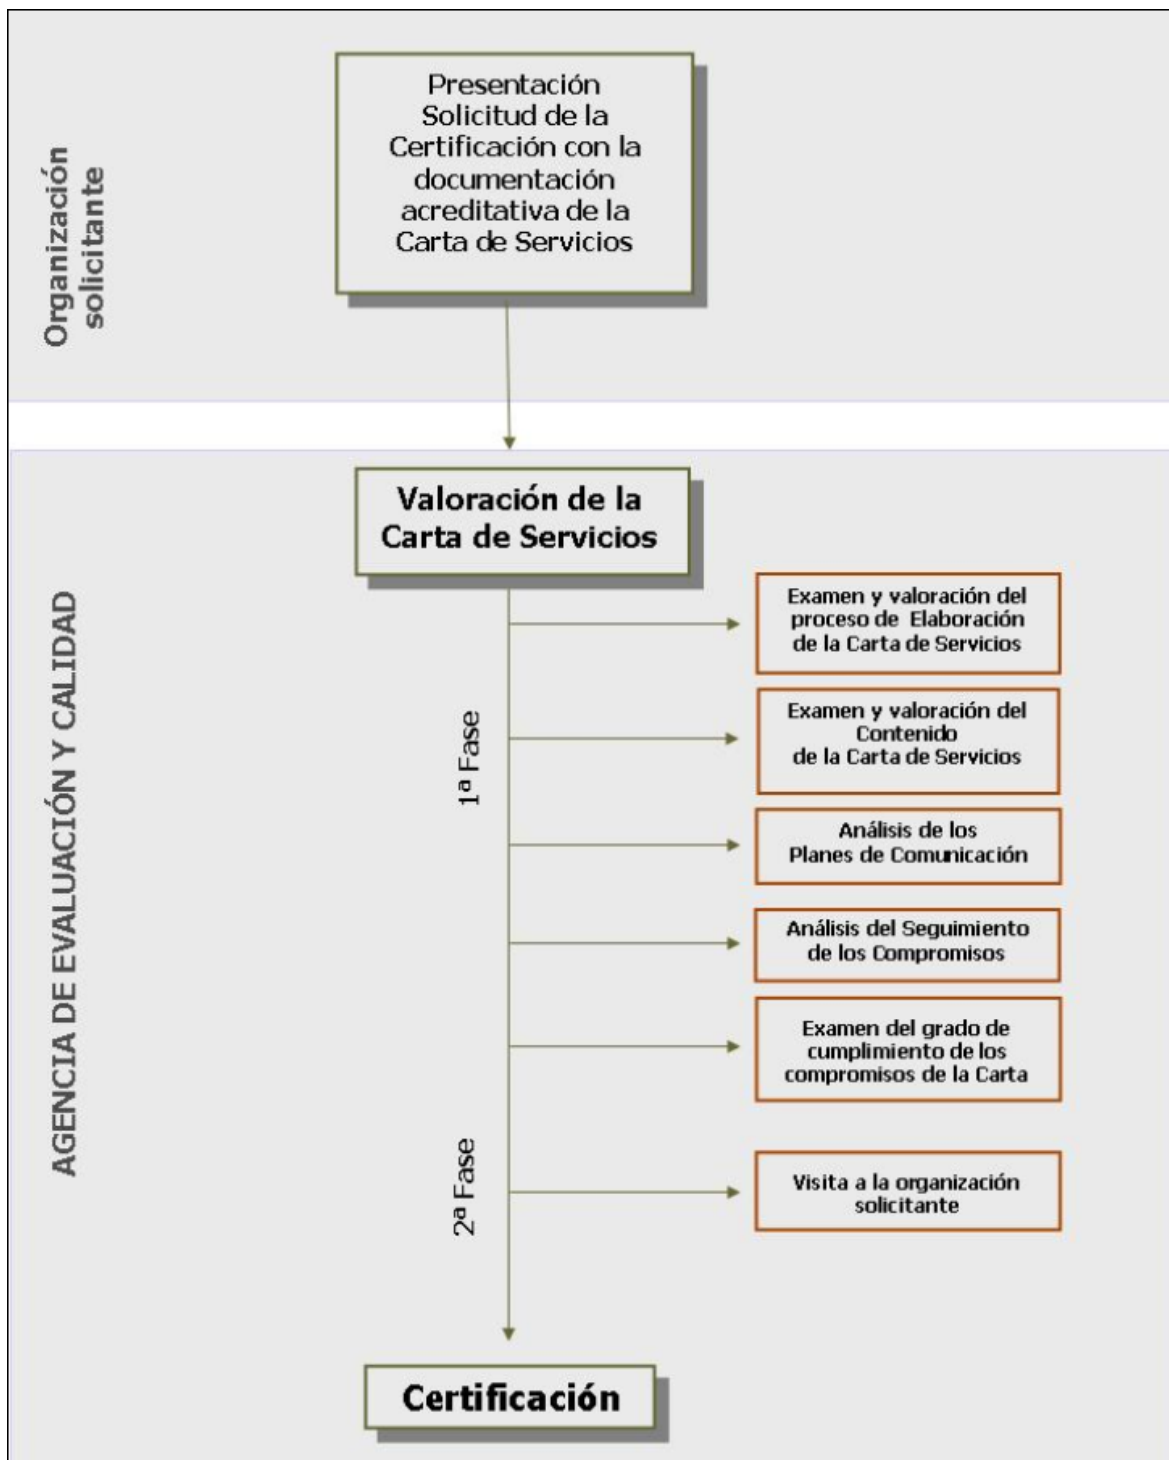 Organización
solicitante
Presentación
Solicitud de la
Certificación con la
documentación
acreditativa de la
Carta de Servicios
AGENCIA DE EVALUACIÓN Y CALIDAD
Valoración de la
Carta de Servicios
1ª Fase
Examen y valoración del
proceso de Elaboración
de la Carta de Servicios
Examen y valoración del
Contenido
de la Carta de Servicios
Análisis de los
Planes de Comunicación
Análisis del Seguimiento
de los Compromisos
Examen del grado de
cumplimiento de los
compromisos de la Carta
2ª Fase
Visita a la organización
solicitante
Certificación